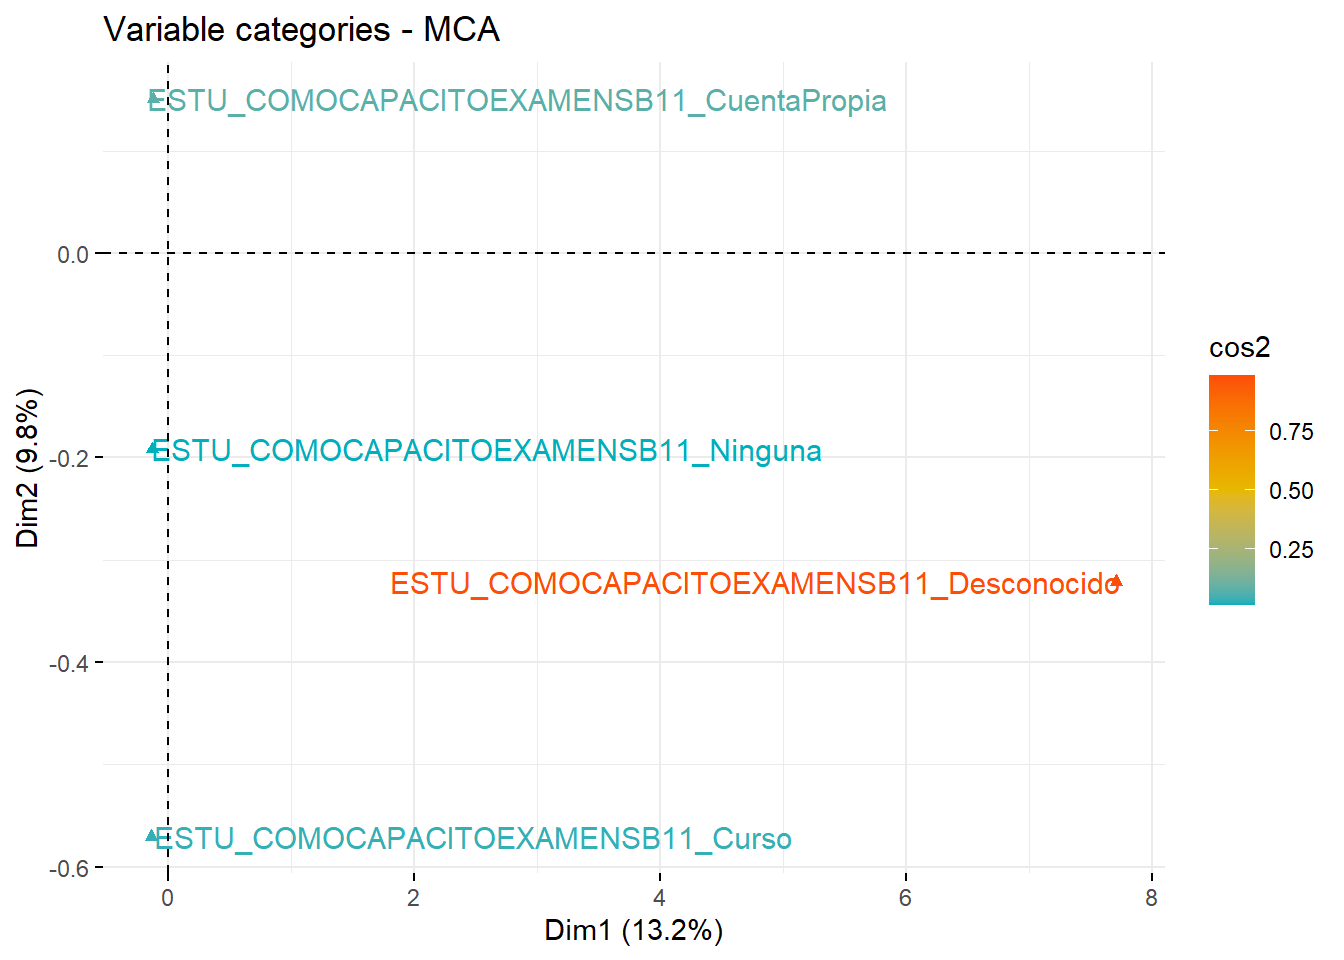 Variable categories - MCA
ESTU_COMOCAPACITOEXAMENSB11_CuentaPropia
0.0
cos2
Dim2 (9.8%)
0.75
-0.2
ESTU_COMOCAPACITOEXAMENSB11_Ninguna
0.50
0.25
ESTU_COMOCAPACITOEXAMENSB11_Desconocido
-0.4
ESTU_COMOCAPACITOEXAMENSB11_Curso
-0.6
0 2 4 6 8
Dim1 (13.2%)